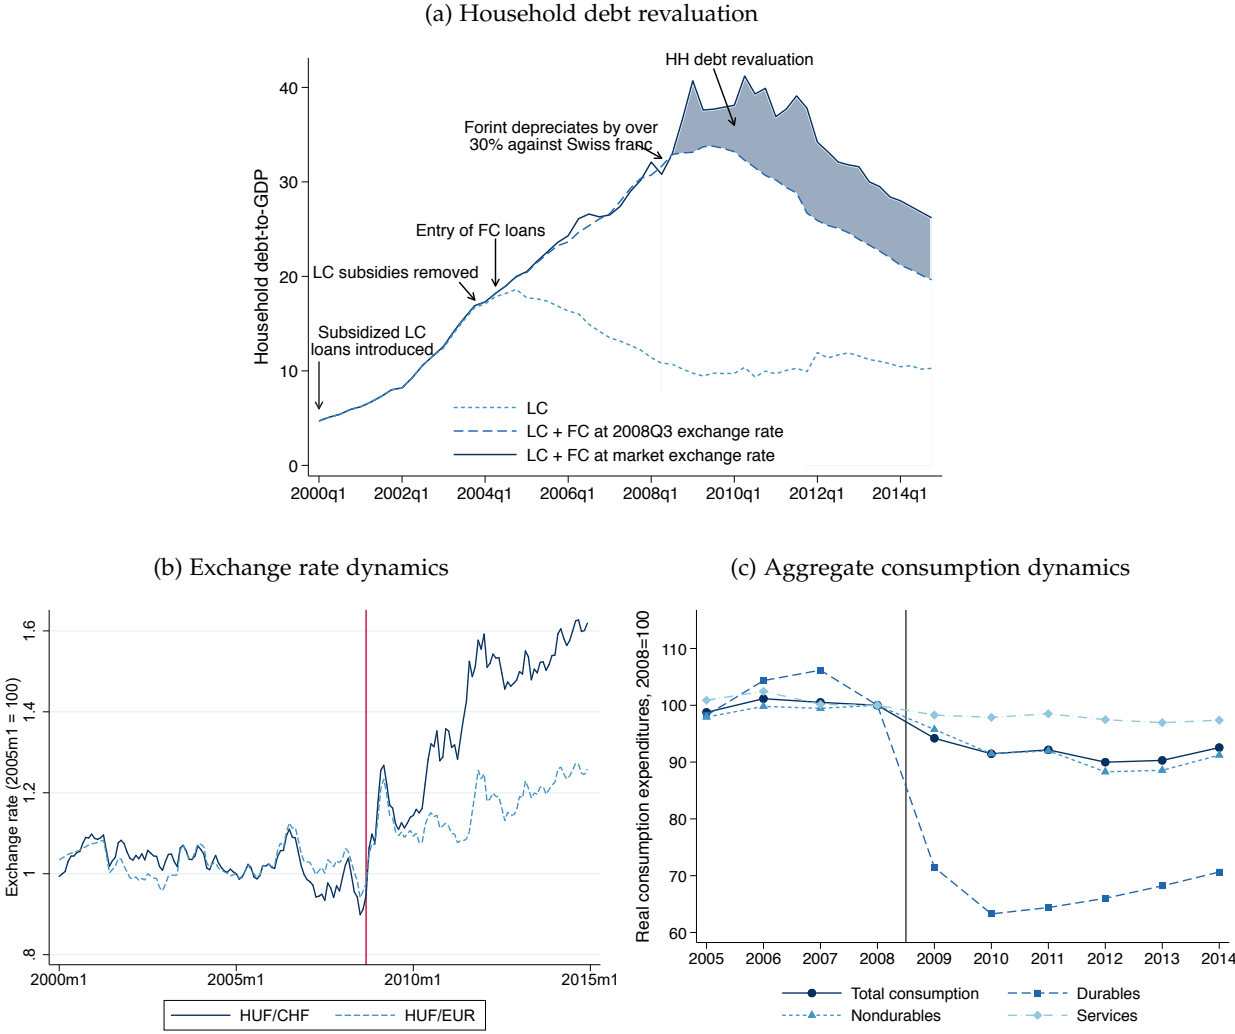 (a) Household debt revaluation
Household debt-to-GDP
40
30
20
10
0
HH debt revaluation
Forint depreciates by over
30% against Swiss franc
Entry of FC loans
LC subsidies removed
Subsidized LC
loans introduced
LC
LC + FC at 2008Q3 exchange rate
LC + FC at market exchange rate
2000q1 2002q1 2004q1 2006q1 2008q1 2010q1 2012q1 2014q1
(b) Exchange rate dynamics
Exchange rate (2005m1 = 100)
1.6
1.4
1.2
1
.8
2000m1 2005m1 2010m1 2015m1
HUF/CHF HUF/EUR
(c) Aggregate consumption dynamics
Real consumption expenditures, 2008=100
110
100
90
80
70
60
2005 2006 2007 2008 2009 2010 2011 2012 2013 2014
Total consumption Durables
Nondurables Services